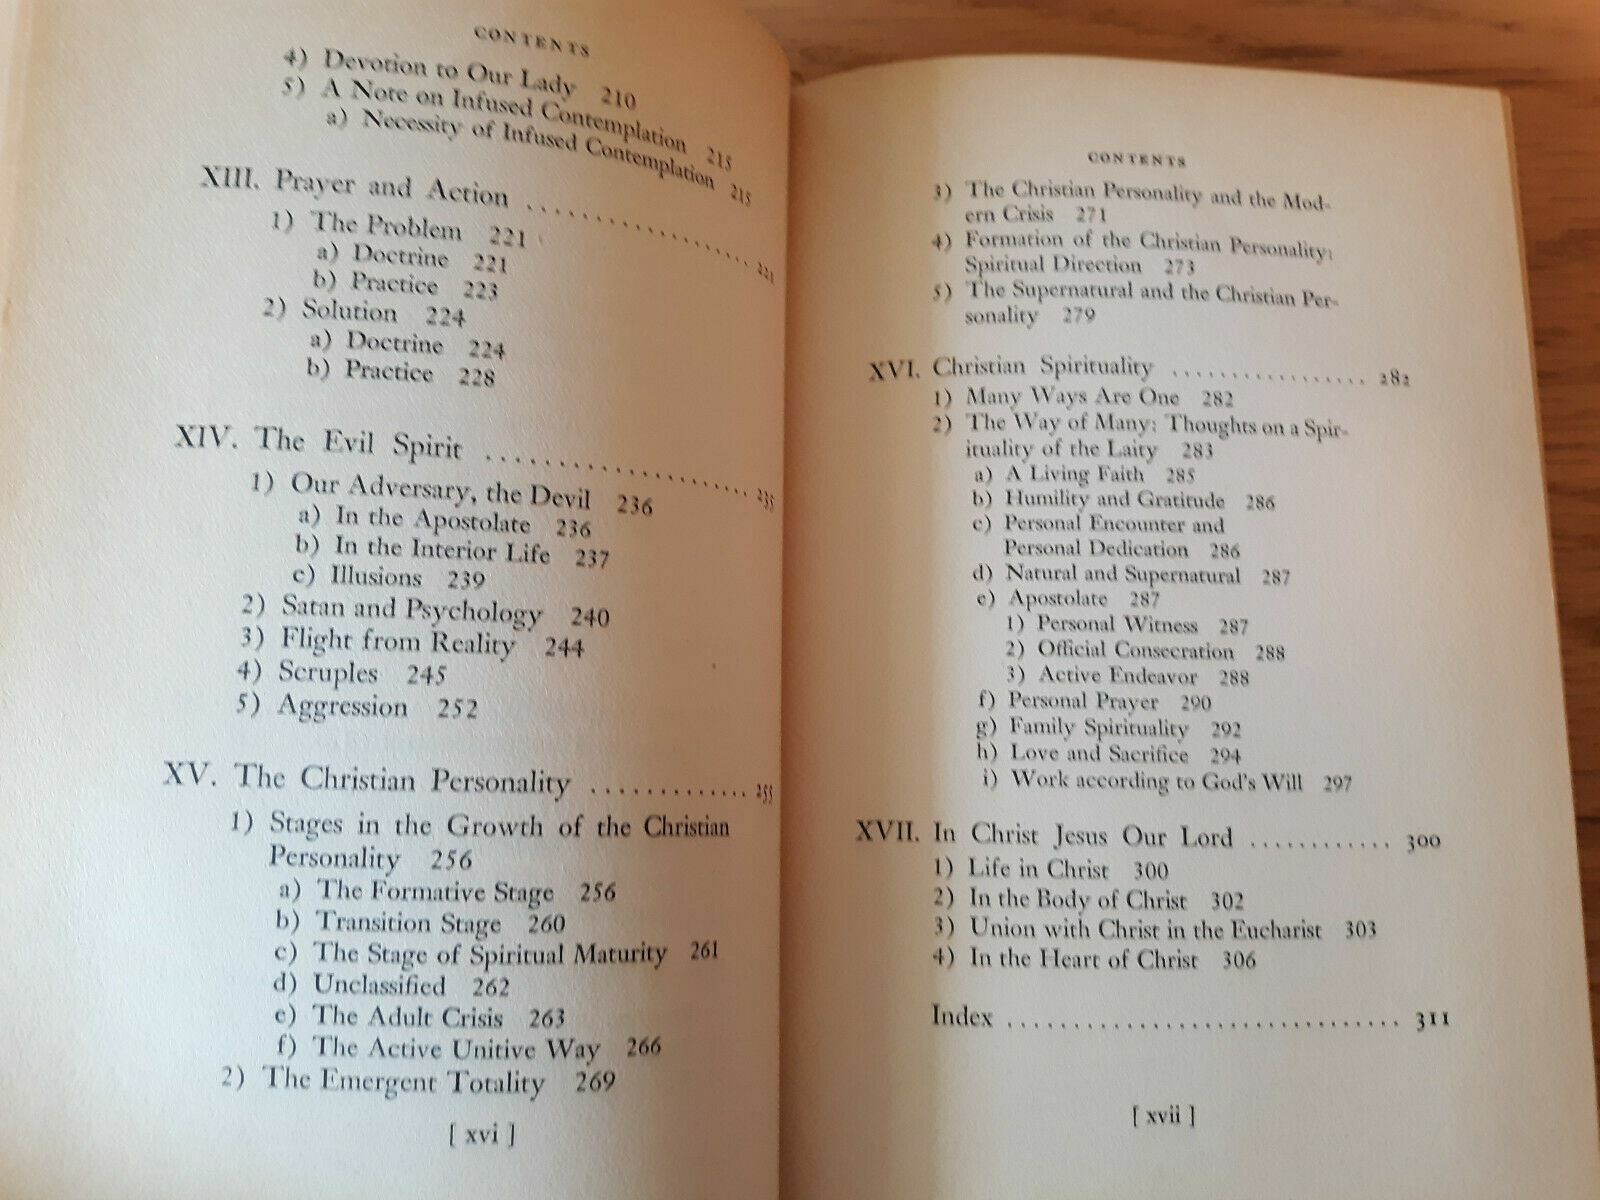 CONTENTS
4) Devotion to Our Lady 210
5) A Note on Infused Contemplation 215
a) Necessity of Infused Contemplation 215
XIII. Prayer and Action .................. 221
1) The Problem 221
a) Doctrine 221
b) Practice 223
2) Solution 224
a) Doctrine 224
b) Practice 228
XIV. The Evil Spirit .................... 235
1) Our Adversary, the Devil 236
a) In the Apostolate 236
b) In the Interior Life 237
c) Illusions 239
2) Satan and Psychology 240
3) Flight from Reality 244
4) Scruples 245
5) Aggression 252
XV. The Christian Personality ............. 255
1) Stages in the Growth of the Christian
Personality 256
a) The Formative Stage 256
b) Transition Stage 260
c) The Stage of Spiritual Maturity 261
d) Unclassified 262
e) The Adult Crisis 263
f) The Active Unitive Way 266
2) The Emergent Totality 269
[ xvi ]
CONTENTS
3) The Christian Personality and the Mod-
ern Crisis 271
4) Formation of the Christian Personality:
Spiritual Direction 273
5) The Supernatural and the Christian Per-
sonality 279
XVI. Christian Spirituality ................. 282
1) Many Ways Are One 282
2) The Way of Many: Thoughts on a Spir-
ituality of the Laity 283
a) A Living Faith 285
b) Humility and Gratitude 286
c) Personal Encounter and
Personal Dedication 286
d) Natural and Supernatural 287
e) Apostolate 287
1) Personal Witness 287
2) Official Consecration 288
3) Active Endeavor 288
f) Personal Prayer 290
g) Family Spirituality 292
h) Love and Sacrifice 294
i) Work according to God's Will 297
XVII. In Christ Jesus Our Lord ............ 300
1) Life in Christ 300
2) In the Body of Christ 302
3) Union with Christ in the Eucharist 303
4) In the Heart of Christ 306
Index .............................. 311
[ xvii ]